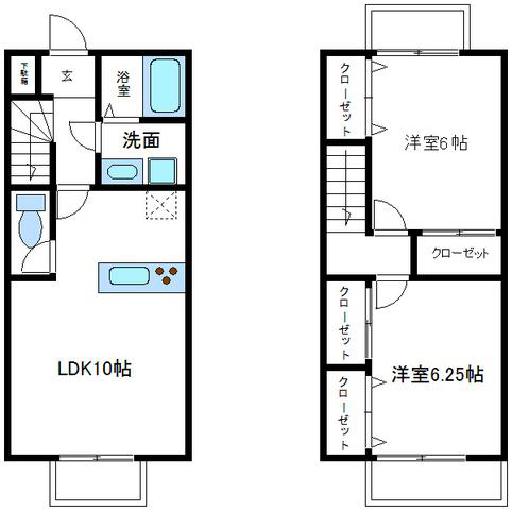 下駄箱
玄
浴室
洗面
LDK10帖
クローゼット
洋室6帖
クローゼット
クローゼット
洋室6.25帖
クローゼット